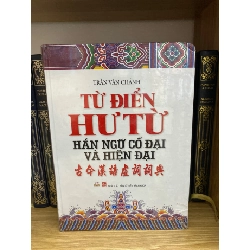 TRẦN VĂN CHÁNH
TỪ ĐIỂN
HƯ TỪ
HÁN NGỮ CỔ ĐẠI
VÀ HIỆN ĐẠI
古今漢語虛詞詞典